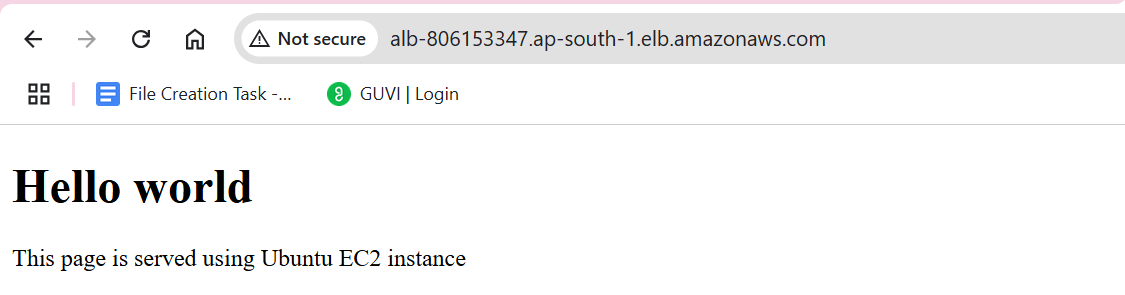 Not secure alb-806153347.ap-south-1.elb.amazonaws.com
File Creation Task -... GUVI | Login
Hello world
This page is served using Ubuntu EC2 instance